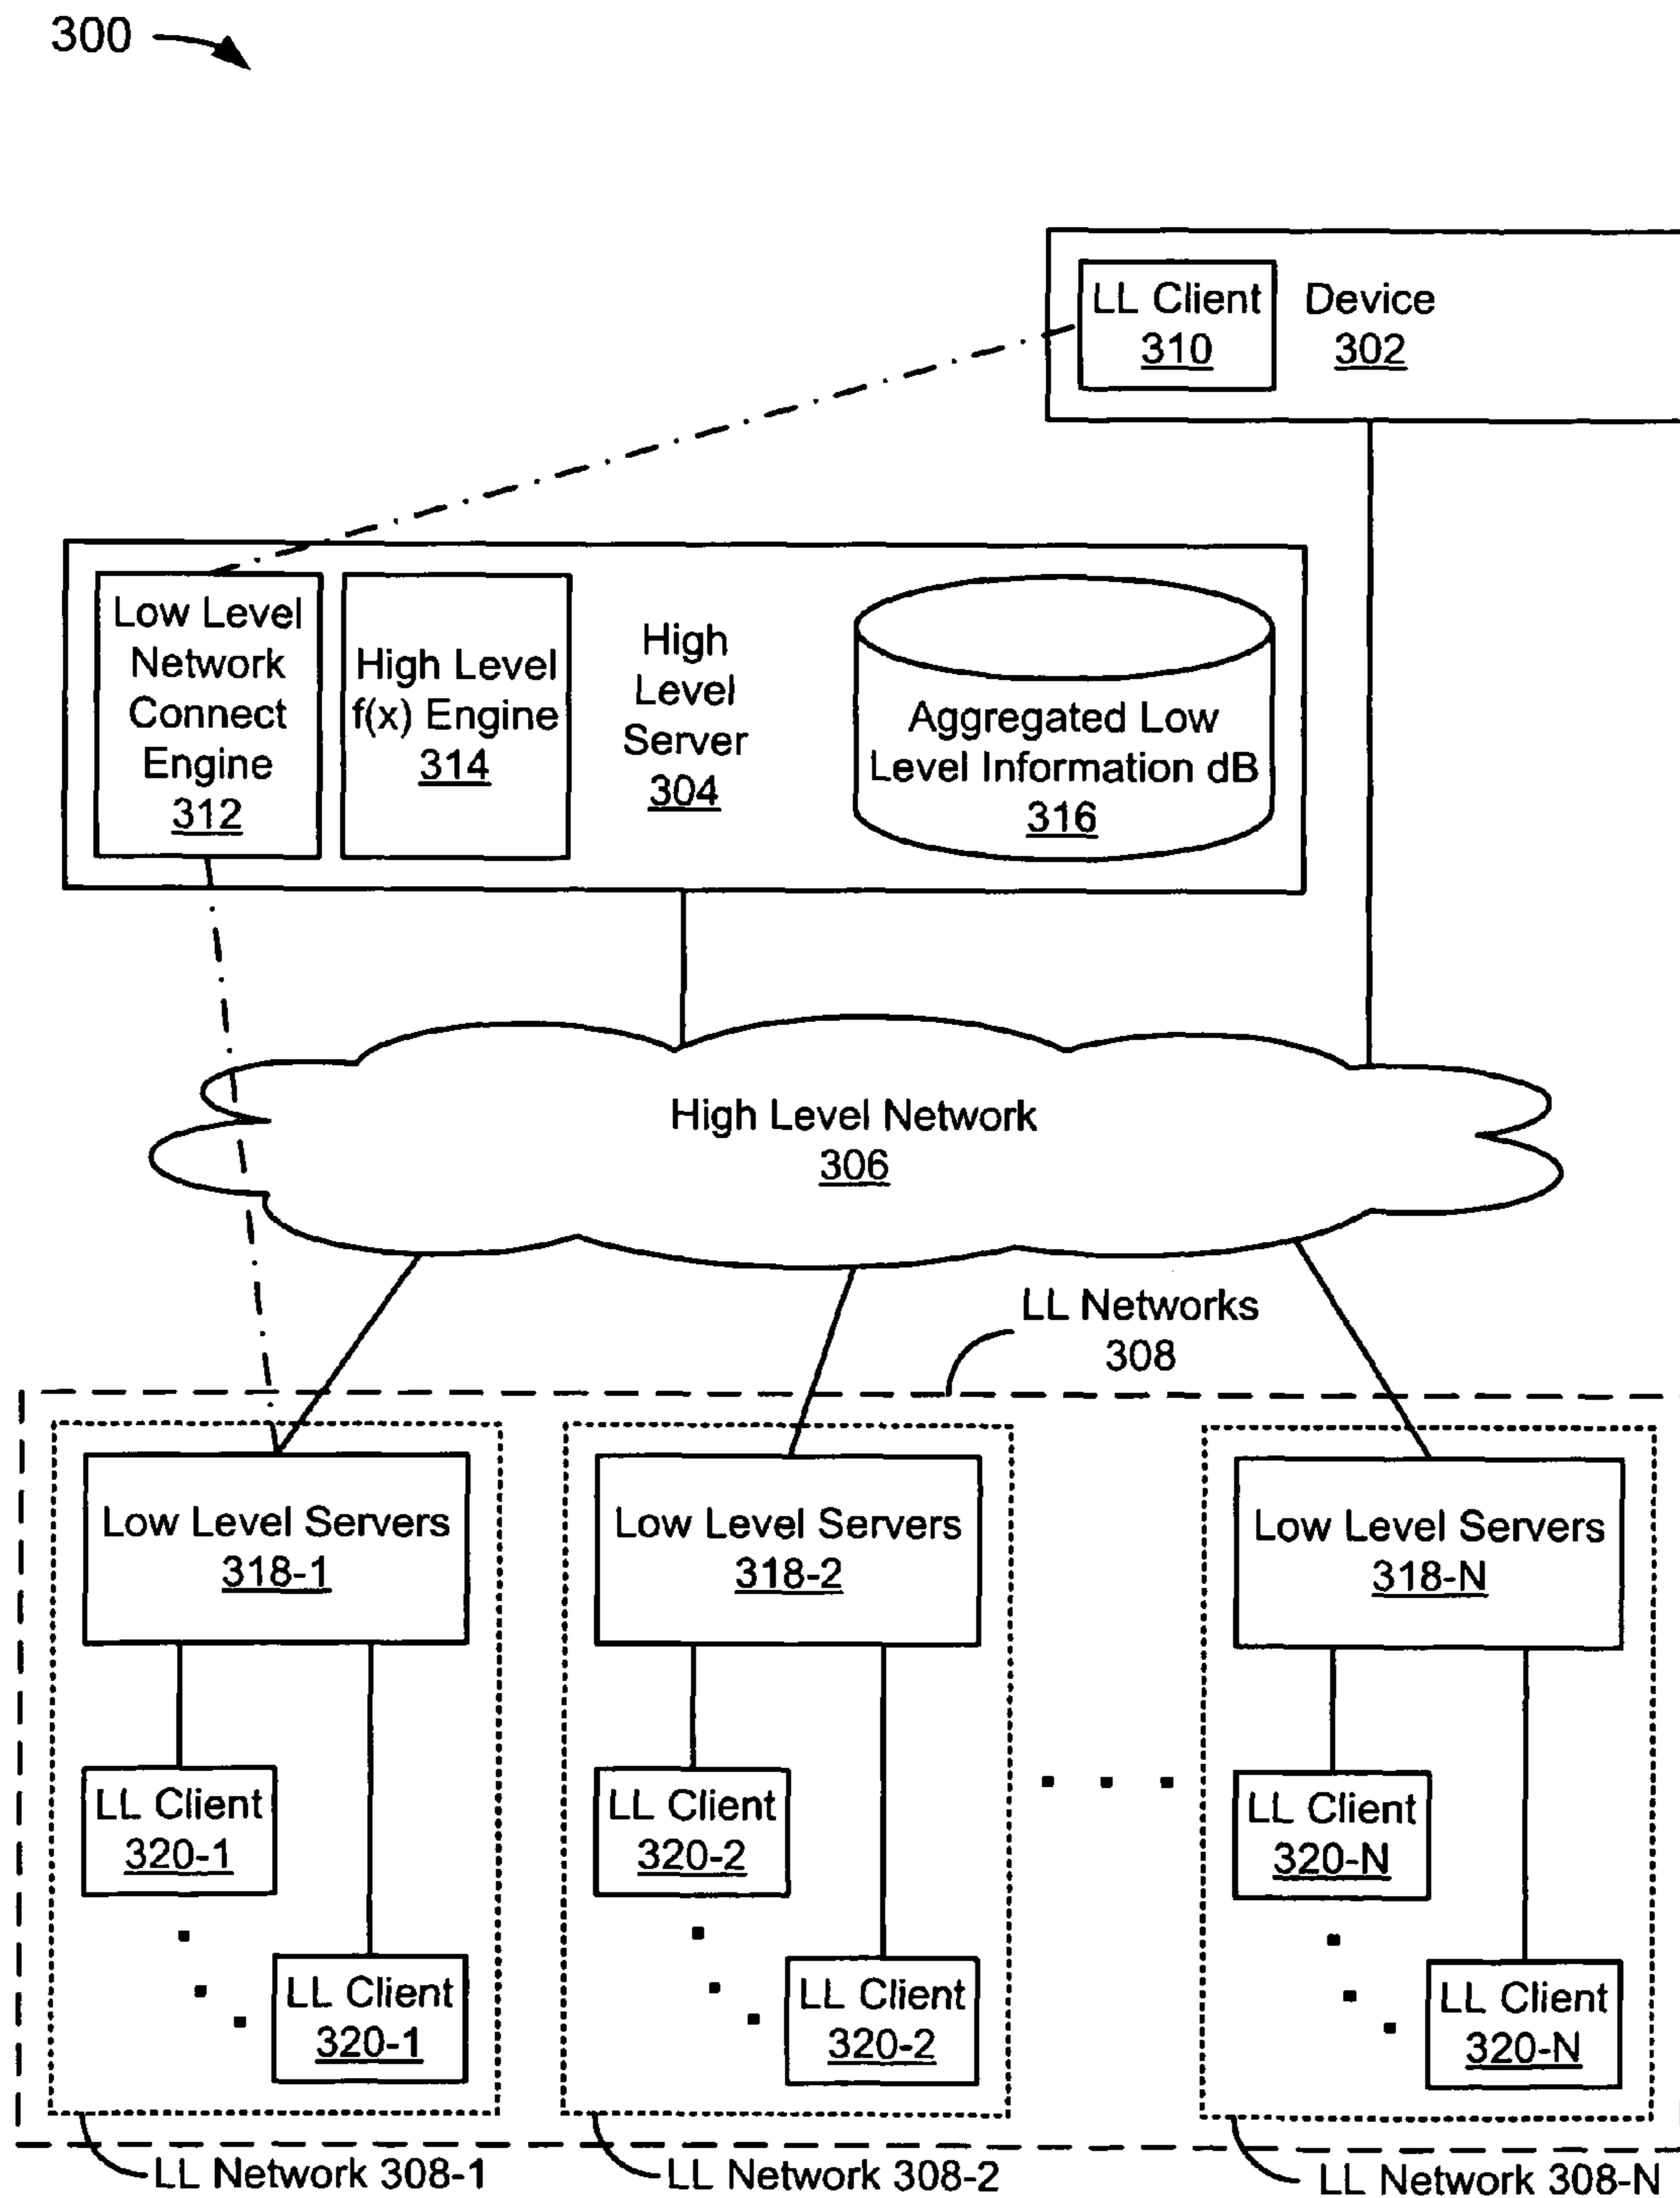 300
LL Client
310
Device
302
Low Level
Network
Connect
Engine
312
High Level
f(x) Engine
314
High
Level
Server
304
Aggregated Low
Level Information dB
316
High Level Network
306
LL Networks
308
Low Level Servers
318-1
Low Level Servers
318-2
Low Level Servers
318-N
LL Client
320-1
LL Client
320-2
LL Client
320-N
LL Client
320-1
LL Client
320-2
LL Client
320-N
LL Network 308-1
LL Network 308-2
LL Network 308-N